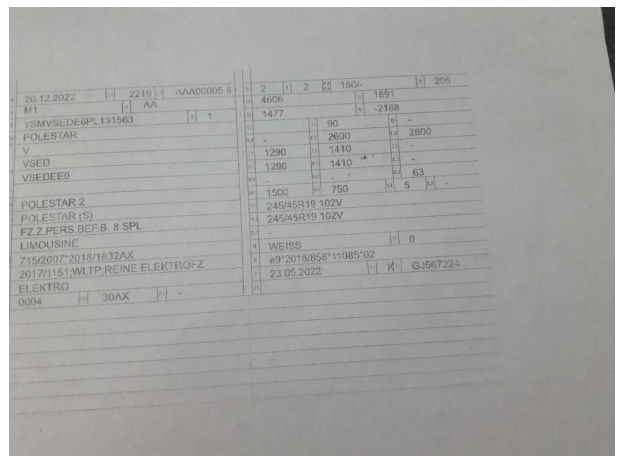 20.12.2022 2219 AAA00005 8
M1 AA
YSMVSEDE6PL131563 1
POLESTAR
V
VSED
VSEDEE0
POLESTAR 2
POLESTAR (S)
FZ.Z.PERS.BEF.B. 8 SPL.
LIMOUSINE
715/2007*2018/1832AX
2017/1151;WLTP;REINE ELEKTROFZ
ELEKTRO
0004 30AX -
2 2 160/- 205
4606 1891
1477 -2188
90 -
- 2600 2600
1290 1410 -
1290 1410 -
- - 63
1500 750 5 -
245/45R19 102V
245/45R19 102V
-
WEISS 0
e9*2018/858*11085*02
23.05.2022 K GJ567224